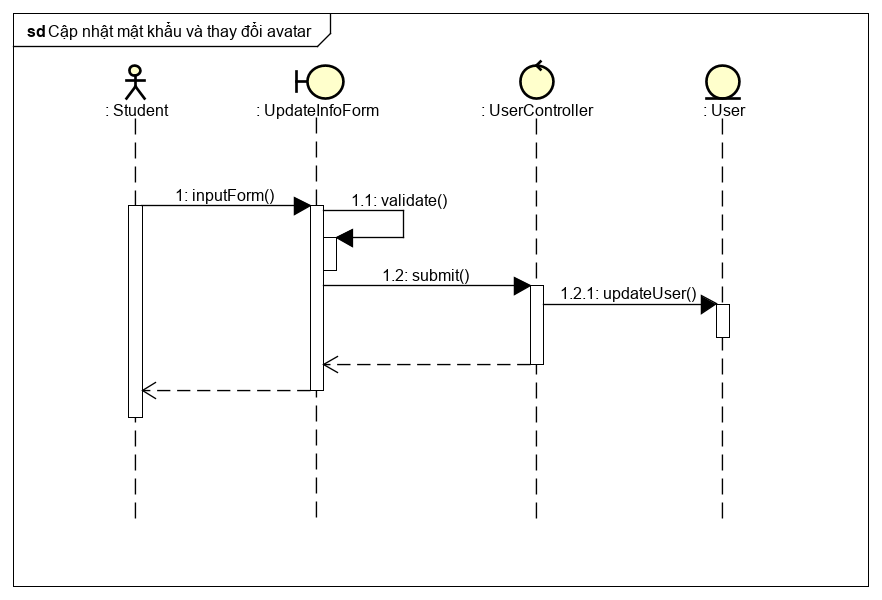 sd Cập nhật mật khẩu và thay đổi avatar
: Student
: UpdateInfoForm
: UserController
: User
1: inputForm()
1.1: validate()
1.2: submit()
1.2.1: updateUser()